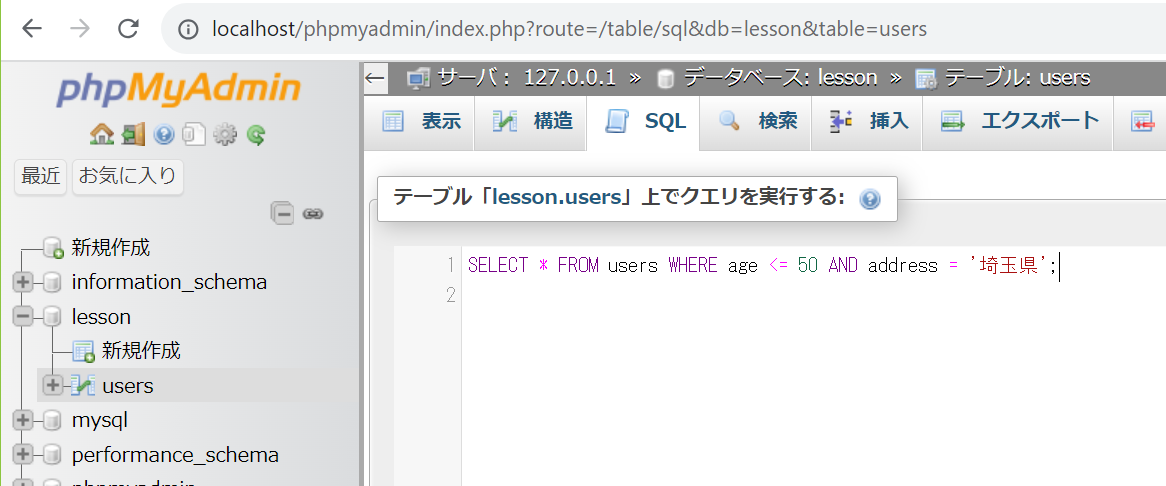 localhost/phpmyadmin/index.php?route=/table/sql&db=lesson&table=users
phpMyAdmin
最近 お気に入り
新規作成
information_schema
lesson
新規作成
users
mysql
performance_schema
phpmyadmin
サーバ: 127.0.0.1 » データベース: lesson » テーブル: users
表示 構造 SQL 検索 挿入 エクスポート
テーブル「lesson.users」上でクエリを実行する:
1 SELECT * FROM users WHERE age <= 50 AND address = '埼玉県';
2